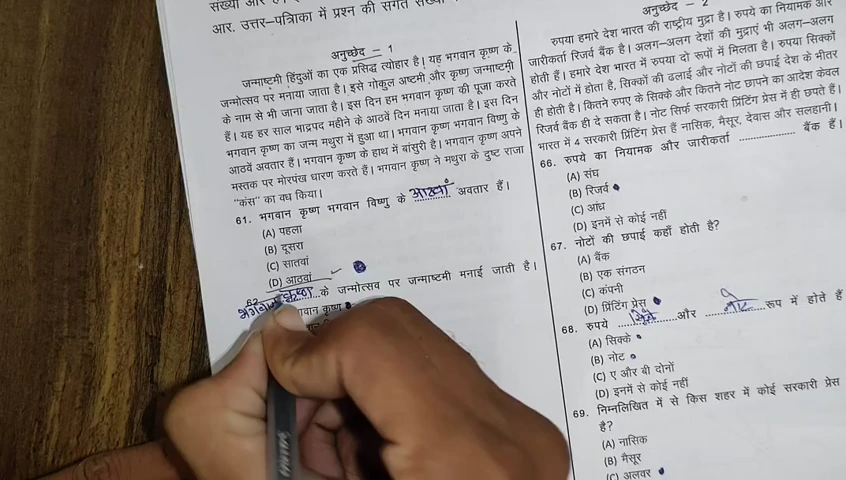 संख्या और
आर. उत्तर-पत्रिका में प्रश्न की संगत संख्या
अनुच्छेद – 1
जन्माष्टमी हिंदुओं का एक प्रसिद्ध त्योहार है। यह भगवान कृष्ण के
जन्मोत्सव पर मनाया जाता है। इसे गोकुल अष्टमी और कृष्ण जन्माष्टमी
के नाम से भी जाना जाता है। इस दिन हम भगवान कृष्ण की पूजा करते
हैं। यह हर साल भाद्रपद महीने के आठवें दिन मनाया जाता है। इस दिन
भगवान कृष्ण का जन्म मथुरा में हुआ था। भगवान कृष्ण भगवान विष्णु के
आठवें अवतार हैं। भगवान कृष्ण के हाथ में बांसुरी है। भगवान कृष्ण अपने
मस्तक पर मोरपंख धारण करते हैं। भगवान कृष्ण ने मथुरा के दुष्ट राजा
"कंस" का वध किया।
61. भगवान कृष्ण भगवान विष्णु के आठवां अवतार हैं।
(A) पहला
(B) दूसरा
(C) सातवां
(D) आठवां
62. भगवान कृष्ण के जन्मोत्सव पर जन्माष्टमी मनाई जाती है।
गवान कृष्ण
अनुच्छेद – 2
रुपया हमारे देश भारत की राष्ट्रीय मुद्रा है। रुपये का नियामक और
जारीकर्ता रिजर्व बैंक है। अलग–अलग देशों की मुद्राएं भी अलग–अलग
होती हैं। हमारे देश भारत में रुपया दो रूपों में मिलता है। रुपया सिक्कों
और नोटों में होता है, सिक्कों की ढलाई और नोटों की छपाई देश के भीतर
ही होती है। कितने रुपए के सिक्के और कितने नोट छापने का आदेश केवल
रिजर्व बैंक ही दे सकता है। नोट सिर्फ सरकारी प्रिंटिंग प्रेस में ही छपते हैं।
भारत में 4 सरकारी प्रिंटिंग प्रेस हैं नासिक, मैसूर, देवास और सलहानी।
66. रुपये का नियामक और जारीकर्ता ............... बैंक हैं।
(A) संघ
(B) रिजर्व
(C) आंध्र
(D) इनमें से कोई नहीं
67. नोटों की छपाई कहाँ होती है?
(A) बैंक
(B) एक संगठन
(C) कंपनी
(D) प्रिंटिंग प्रेस
68. रुपये ............... और नोट रूप में होते हैं
(A) सिक्के
(B) नोट
(C) ए और बी दोनों
(D) इनमें से कोई नहीं
69. निम्नलिखित में से किस शहर में कोई सरकारी प्रेस
है?
(A) नासिक
(B) मैसूर
(C) अलवर